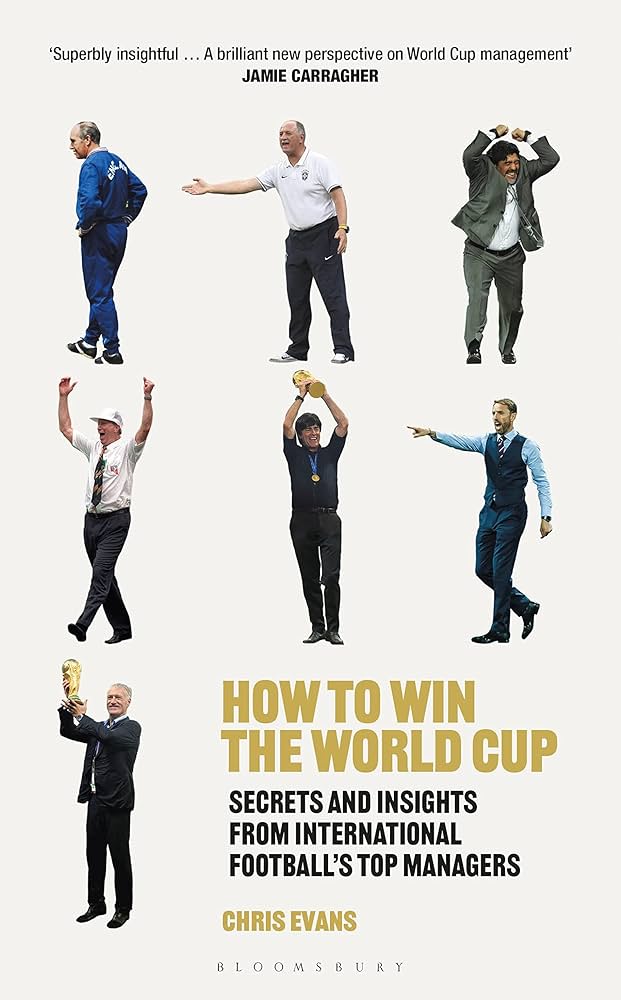 ‘Superbly insightful … A brilliant new perspective on World Cup management’
JAMIE CARRAGHER
HOW TO WIN
THE WORLD CUP
SECRETS AND INSIGHTS
FROM INTERNATIONAL
FOOTBALL’S TOP MANAGERS
CHRIS EVANS
BLOOMSBURY